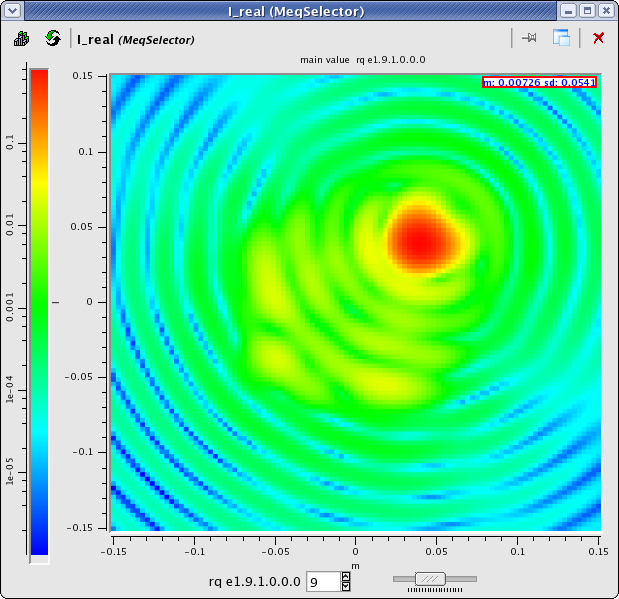 I_real (MeqSelector)
I_real (MeqSelector)
main value rq e1.9.1.0.0.0
m: 0.00726 sd: 0.0541
0.1
0.01
0.001
1e-04
1e-05
0.15
0.1
0.05
0
-0.05
-0.1
-0.15
-0.15
-0.1
-0.05
0
0.05
0.1
0.15
m
rq e1.9.1.0.0.0 9